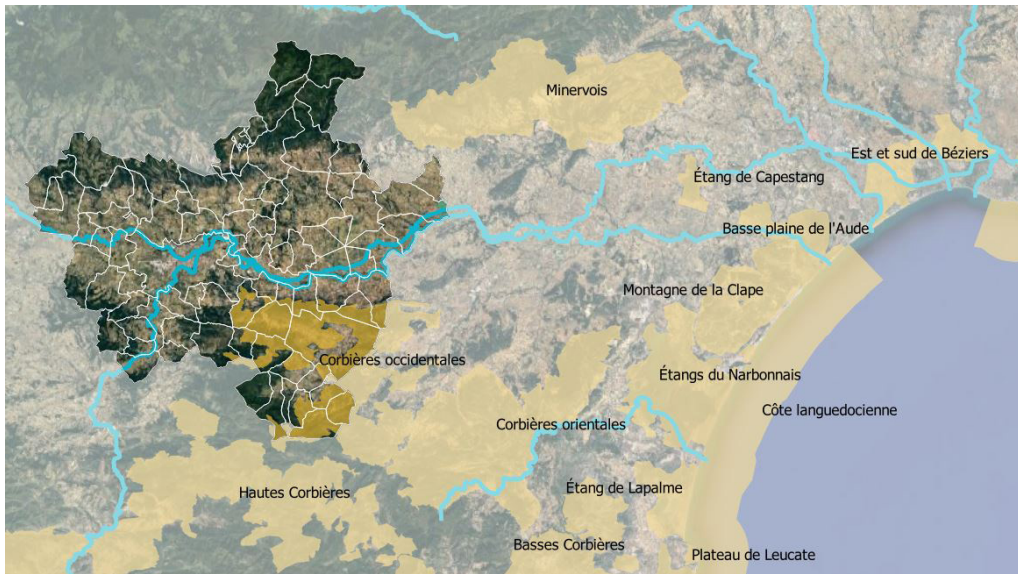 Minervois
Est et sud de Béziers
Étang de Capestang
Basse plaine de l'Aude
Montagne de la Clape
Corbières occidentales
Étangs du Narbonnais
Côte languedocienne
Corbières orientales
Étang de Lapalme
Hautes Corbières
Basses Corbières
Plateau de Leucate